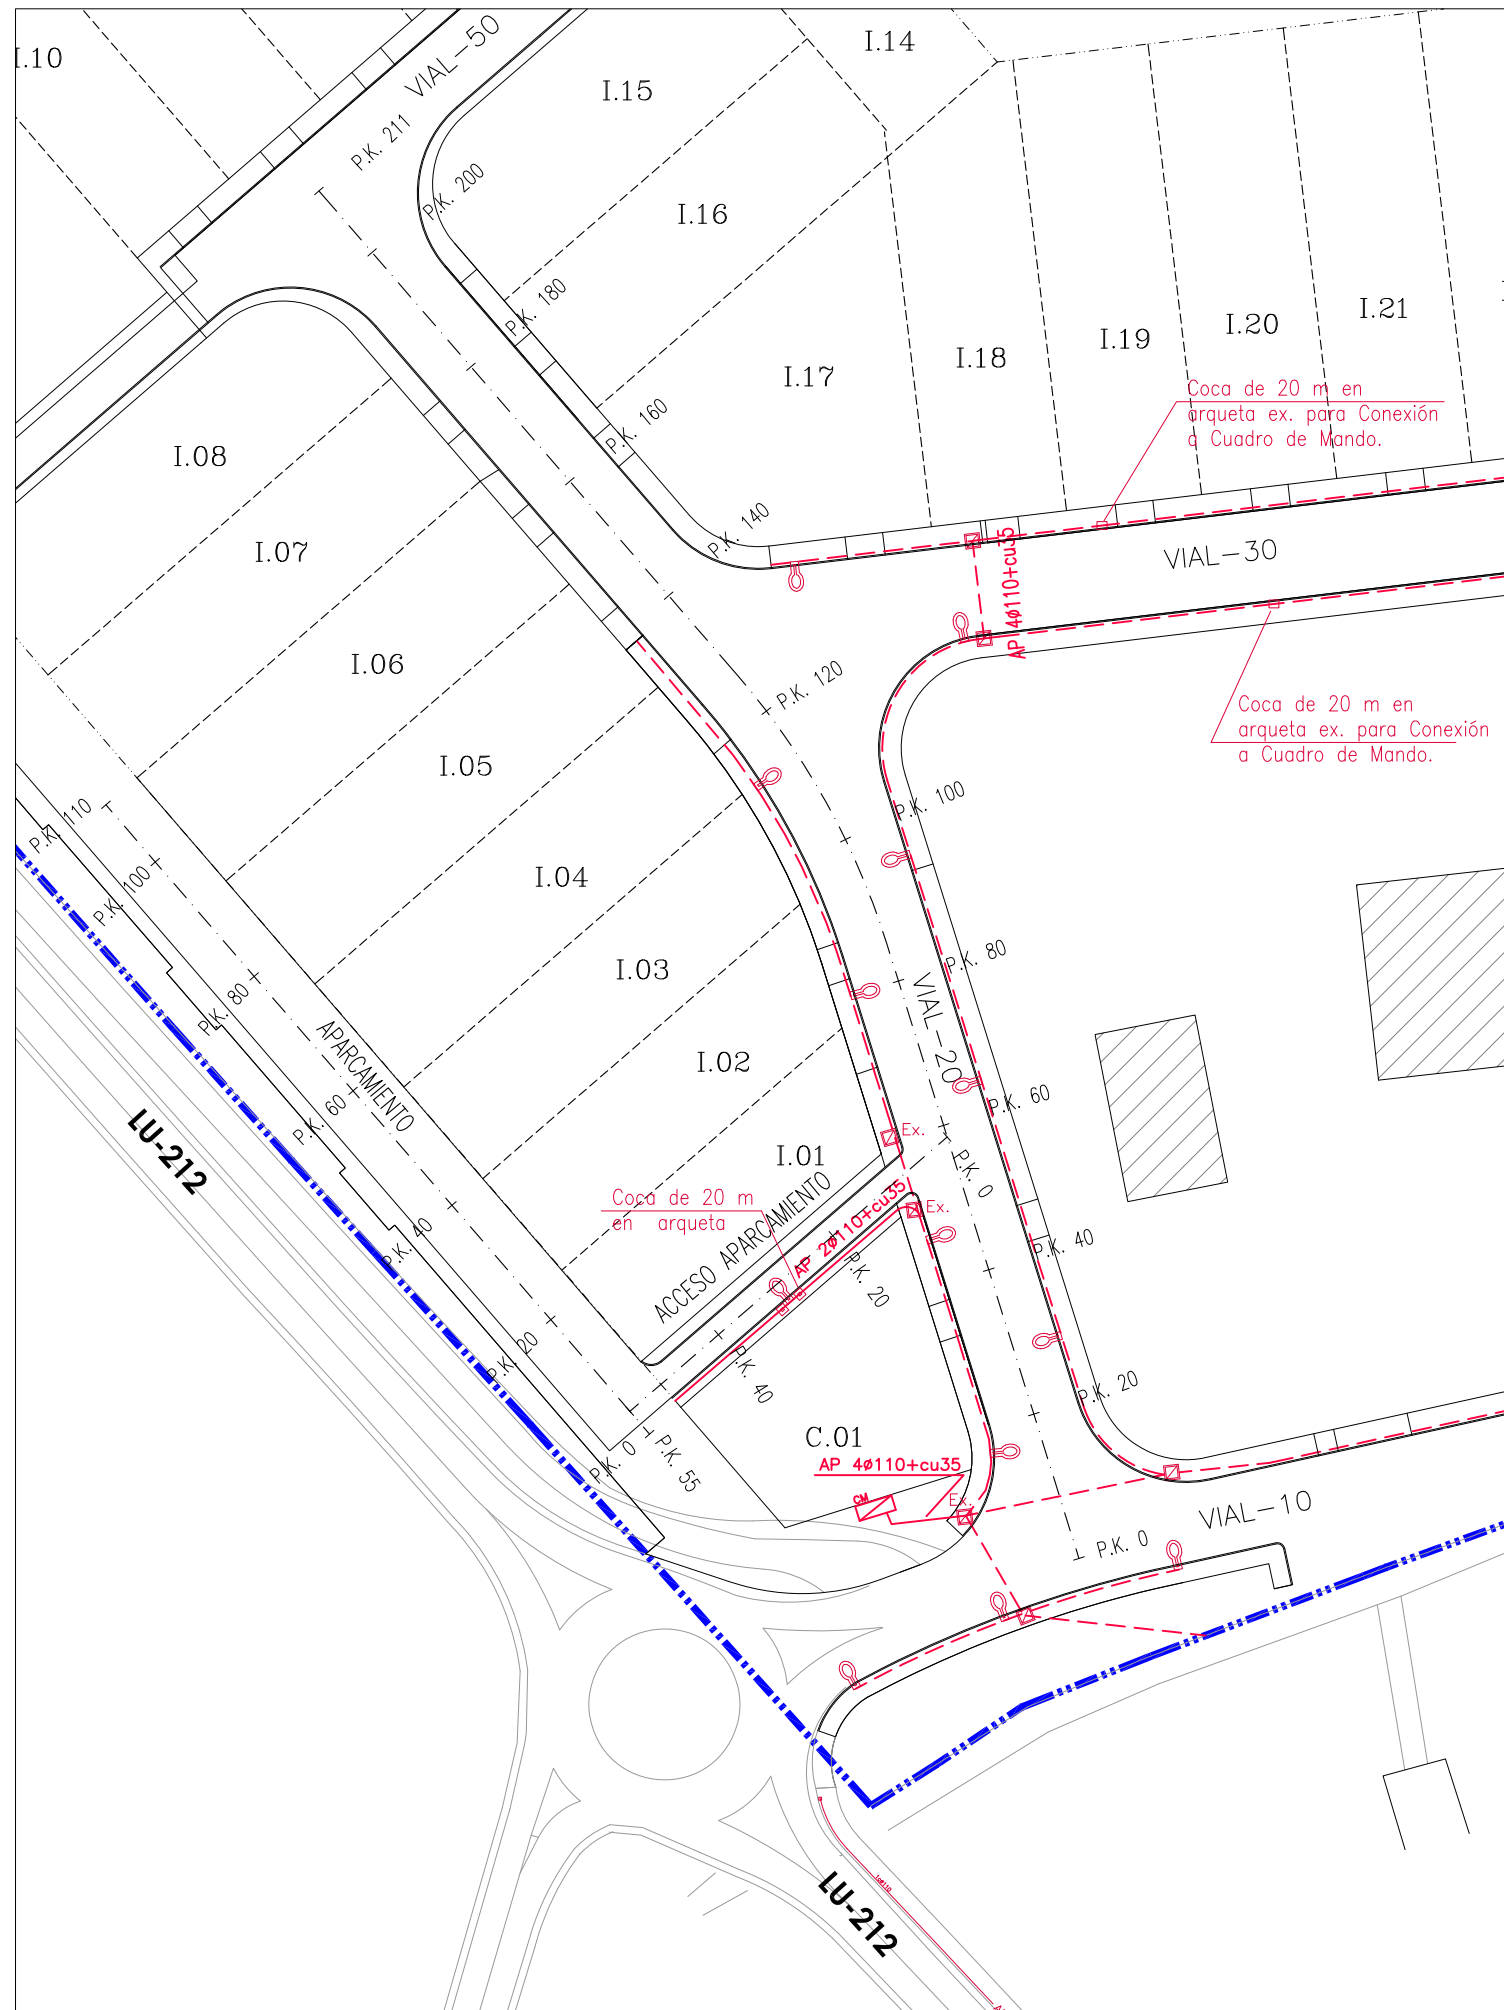 I.10
VIAL-50
I.14
I.15
P.K. 211
P.K. 200
I.16
P.K. 180
I.17
I.18
I.19
I.20
I.21
P.K. 160
Coca de 20 m en
arqueta ex. para Conexión
a Cuadro de Mando.
I.08
P.K. 140
I.07
VIAL-30
AP 4ø110+cu35
I.06
P.K. 120
Coca de 20 m en
arqueta ex. para Conexión
a Cuadro de Mando.
I.05
P.K. 110
P.K. 100
I.04
P.K. 100
I.03
P.K. 80
VIAL-20
P.K. 80
APARCAMIENTO
I.02
P.K. 60
P.K. 60
LU-212
Ex.
I.01
P.K. 0
Coca de 20 m
en arqueta
ACCESO APARCAMIENTO
AP 2ø110+cu35
Ex.
P.K. 40
P.K. 20
P.K. 40
P.K. 20
P.K. 40
P.K. 20
C.01
P.K. 0
P.K. 55
AP 4ø110+cu35
CM
Ex.
VIAL-10
P.K. 0
LU-212